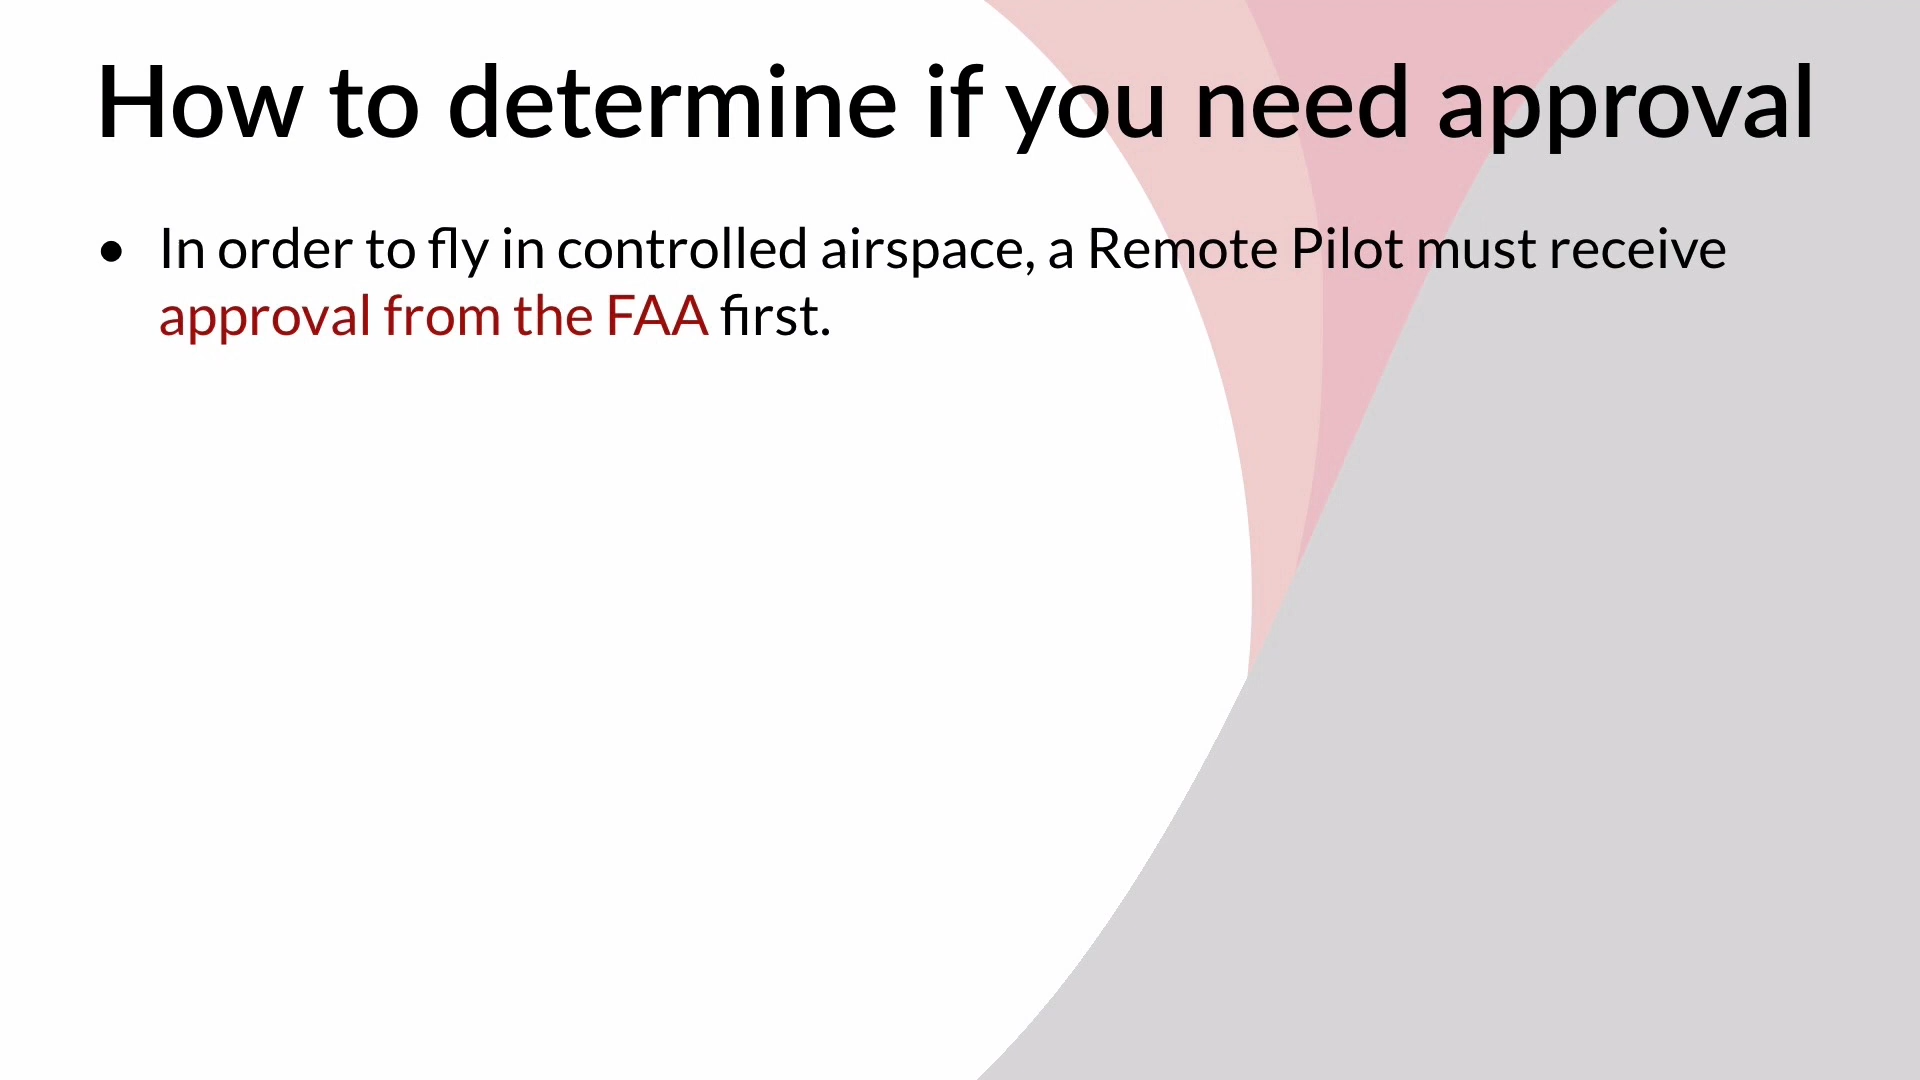 How to determine if you need approval
• In order to fly in controlled airspace, a Remote Pilot must receive
approval from the FAA first.